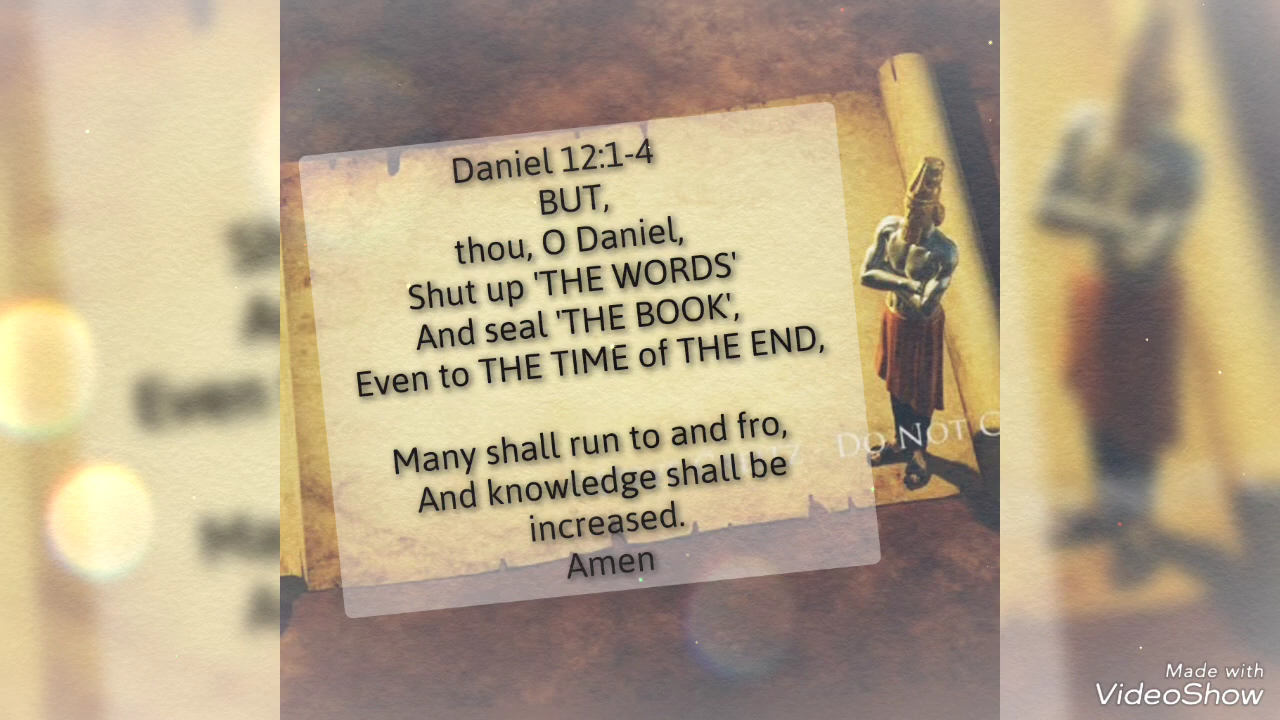 Daniel 12:1-4
BUT,
thou, O Daniel,
Shut up 'THE WORDS'
And seal 'THE BOOK',
Even to THE TIME of THE END,
Many shall run to and fro,
And knowledge shall be
increased.
Amen
7 - DO NOT C
Made with
VideoShow